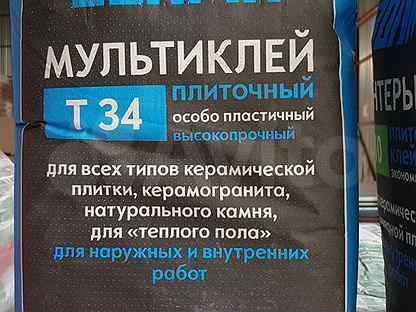 МУЛЬТИКЛЕЙ
Т 34
ПЛИТОЧНЫЙ
особо пластичный
высокопрочный
для всех типов керамической
плитки, керамогранита,
натурального камня,
для «теплого пола»
для наружных и внутренних
работ
Avito